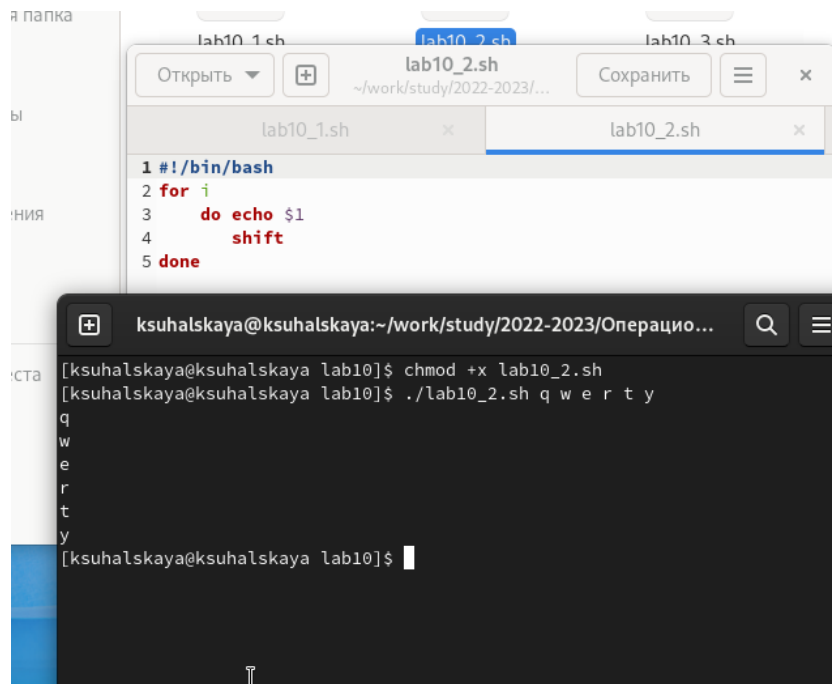 я папка
lab10_1.sh lab10_2.sh lab10_3.sh
Открыть lab10_2.sh Сохранить
~/work/study/2022-2023/...
ы
lab10_1.sh lab10_2.sh
1 #!/bin/bash
2 for i
3     do echo $1
4        shift
5 done
ения
ksuhalskaya@ksuhalskaya:~/work/study/2022-2023/Операцио...
еста
[ksuhalskaya@ksuhalskaya lab10]$ chmod +x lab10_2.sh
[ksuhalskaya@ksuhalskaya lab10]$ ./lab10_2.sh q w e r t y
q
w
e
r
t
y
[ksuhalskaya@ksuhalskaya lab10]$